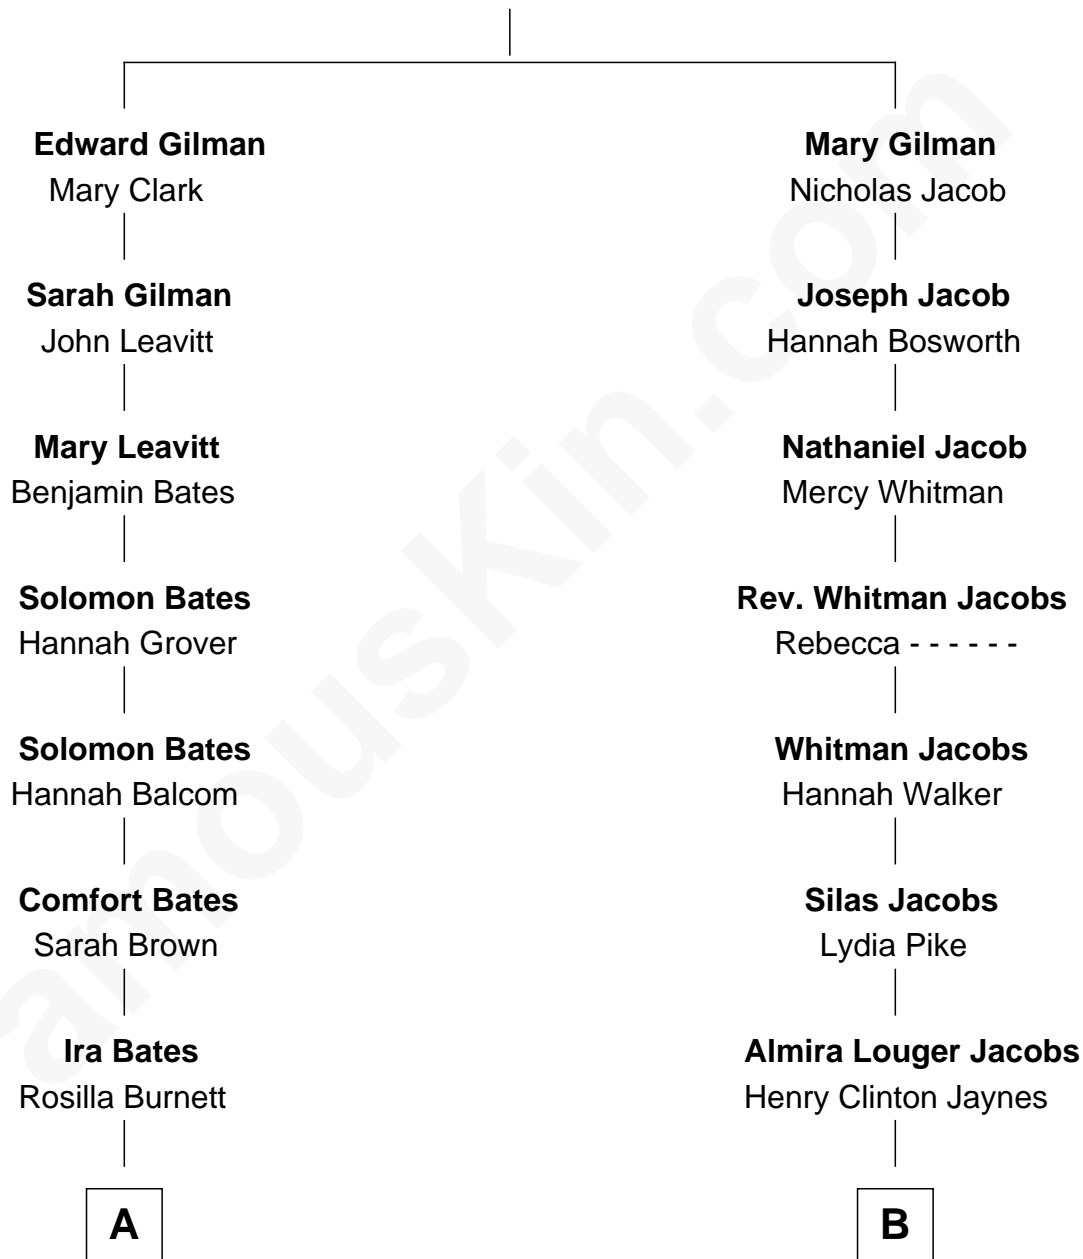 Edward Gilman
Mary Clark
Sarah Gilman
John Leavitt
Mary Leavitt
Benjamin Bates
Solomon Bates
Hannah Grover
Solomon Bates
Hannah Balcom
Comfort Bates
Sarah Brown
Ira Bates
Rosilla Burnett
A
Mary Gilman
Nicholas Jacob
Joseph Jacob
Hannah Bosworth
Nathaniel Jacob
Mercy Whitman
Rev. Whitman Jacobs
Rebecca - - - - - -
Whitman Jacobs
Hannah Walker
Silas Jacobs
Lydia Pike
Almira Louger Jacobs
Henry Clinton Jaynes
B
amouskin.com